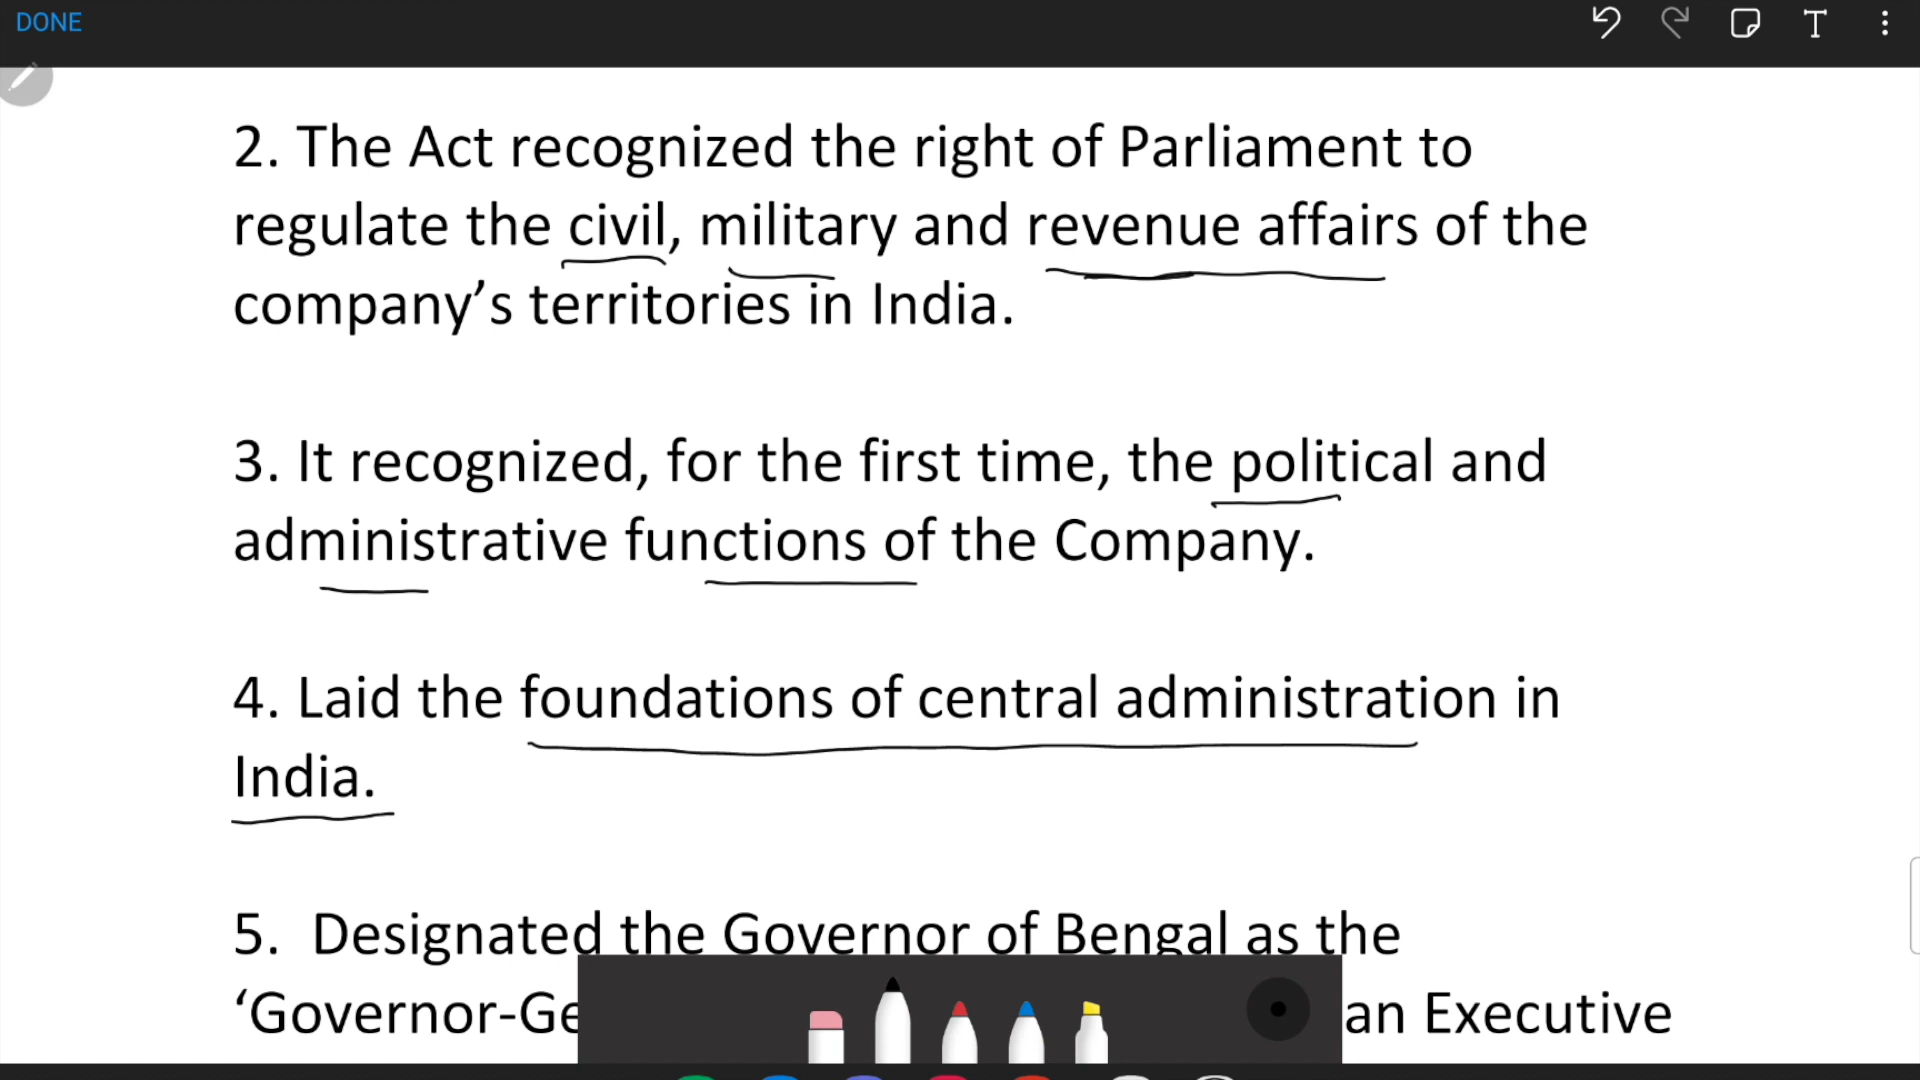 DONE
2. The Act recognized the right of Parliament to
regulate the civil, military and revenue affairs of the
company’s territories in India.
3. It recognized, for the first time, the political and
administrative functions of the Company.
4. Laid the foundations of central administration in
India.
5. Designated the Governor of Bengal as the
‘Governor-Ge an Executive